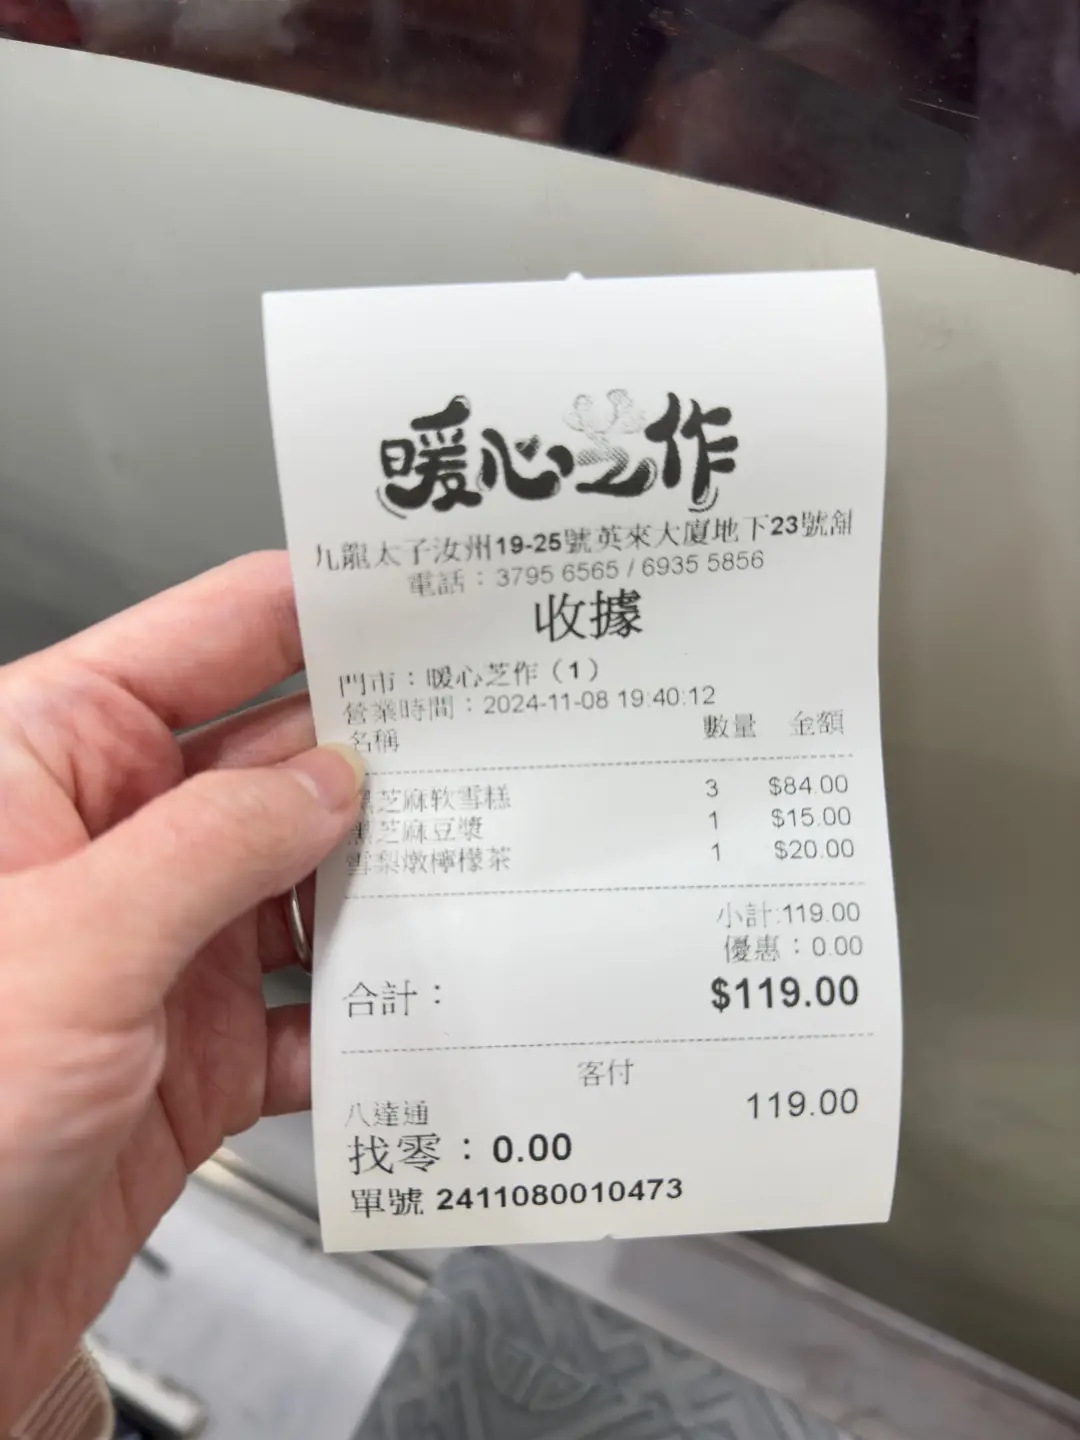 暖心芝作
九龍太子汝州19-25號英來大廈地下23號舖
電話：3795 6565 / 6935 5856
收據
門市：暖心芝作（1）
營業時間：2024-11-08 19:40:12
名稱 數量 金額
黑芝麻软雪糕 3 $84.00
黑芝麻豆漿 1 $15.00
雪梨燉檸檬茶 1 $20.00
小計:119.00
優惠：0.00
合計： $119.00
客付
八達通 119.00
找零：0.00
單號 2411080010473